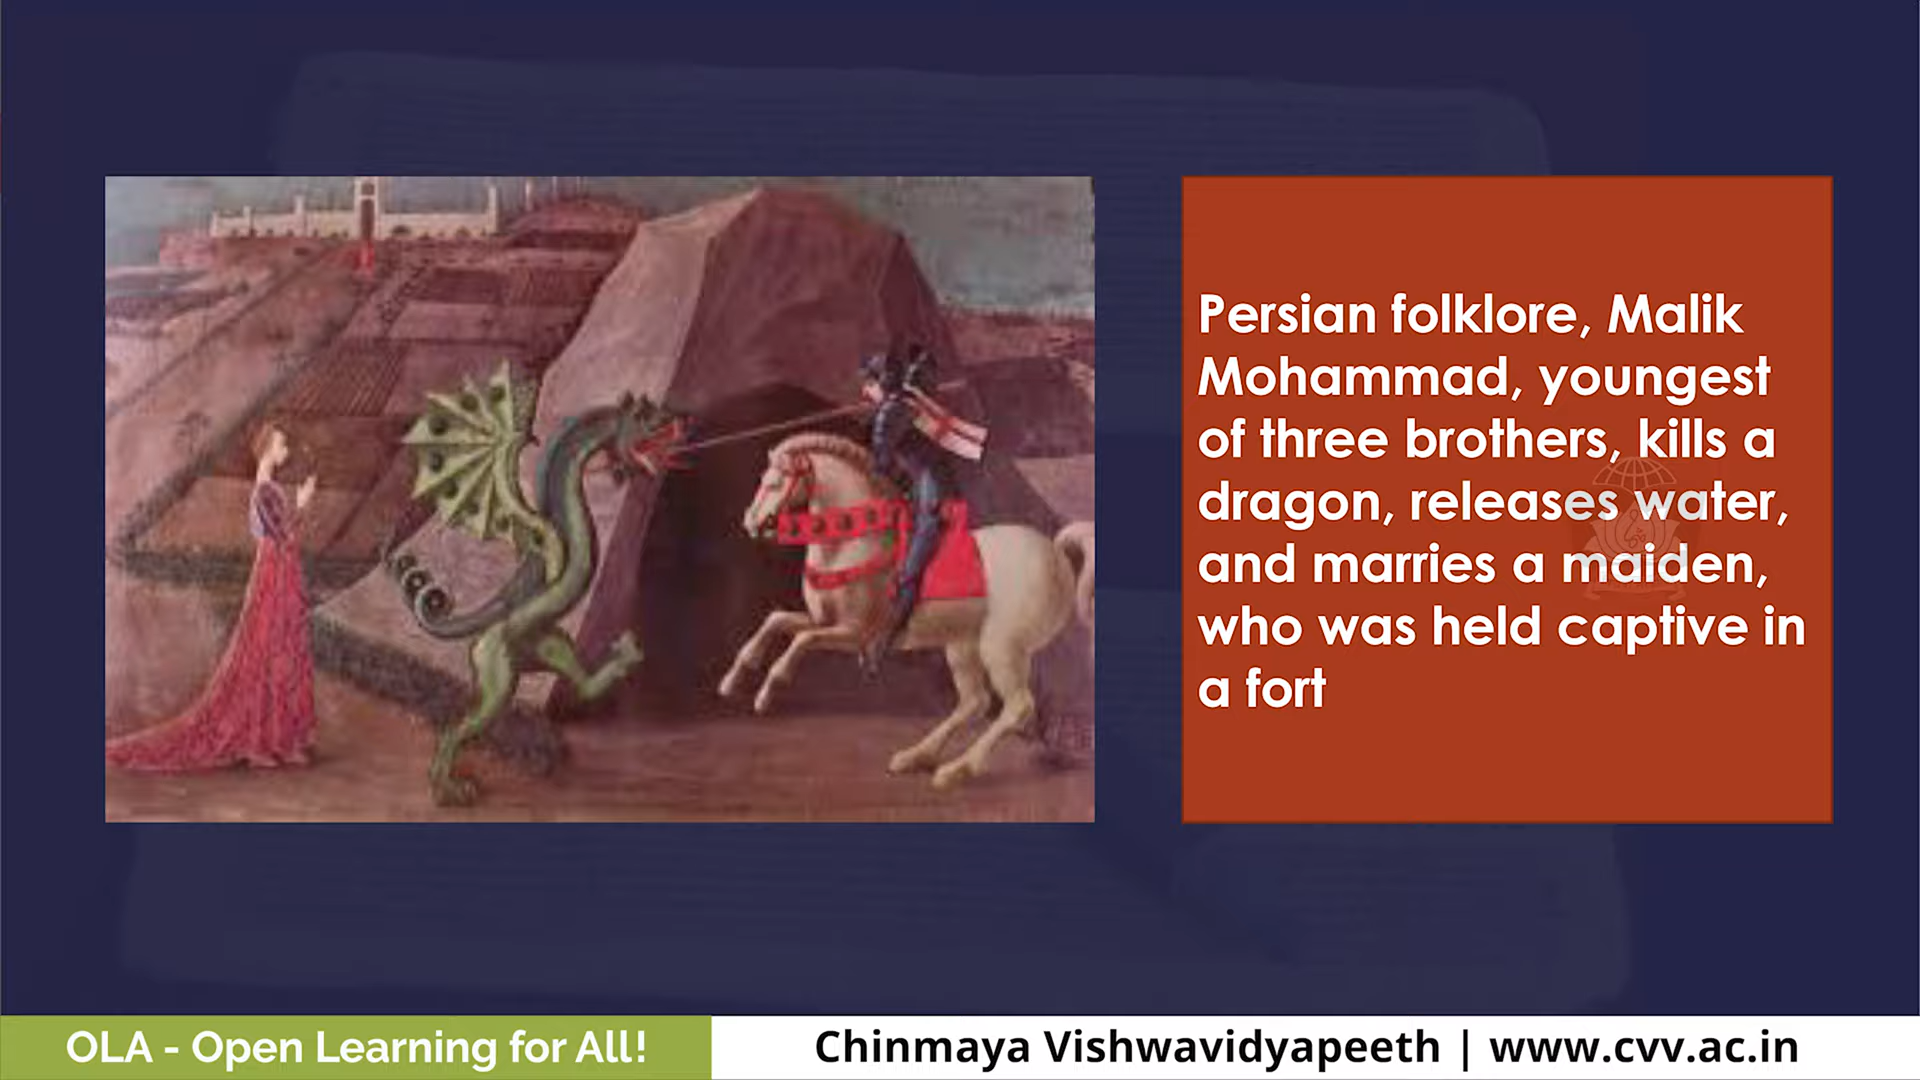 Persian folklore, Malik
Mohammad, youngest
of three brothers, kills a
dragon, releases water,
and marries a maiden,
who was held captive in
a fort
OLA - Open Learning for All!
Chinmaya Vishwavidyapeeth | www.cvv.ac.in